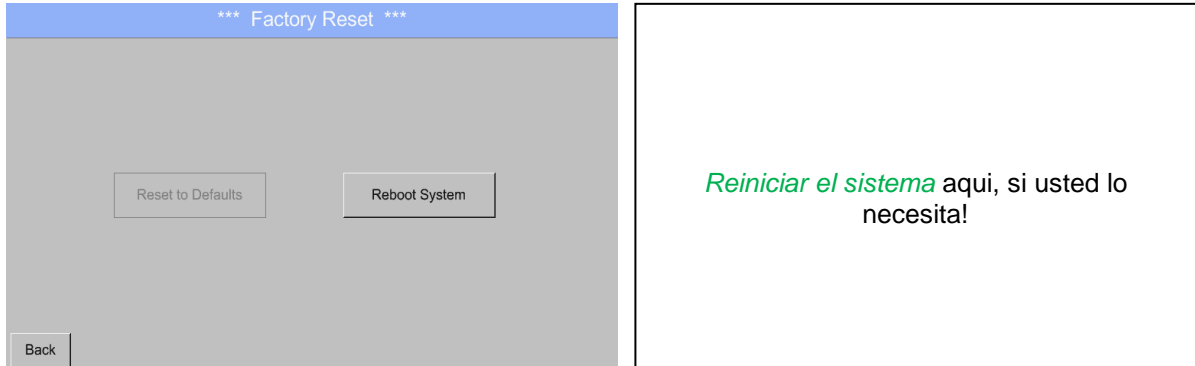 *** Factory Reset ***
Reset to Defaults
Reboot System
Back
Reiniciar el sistema aqui, si usted lo
necesita!